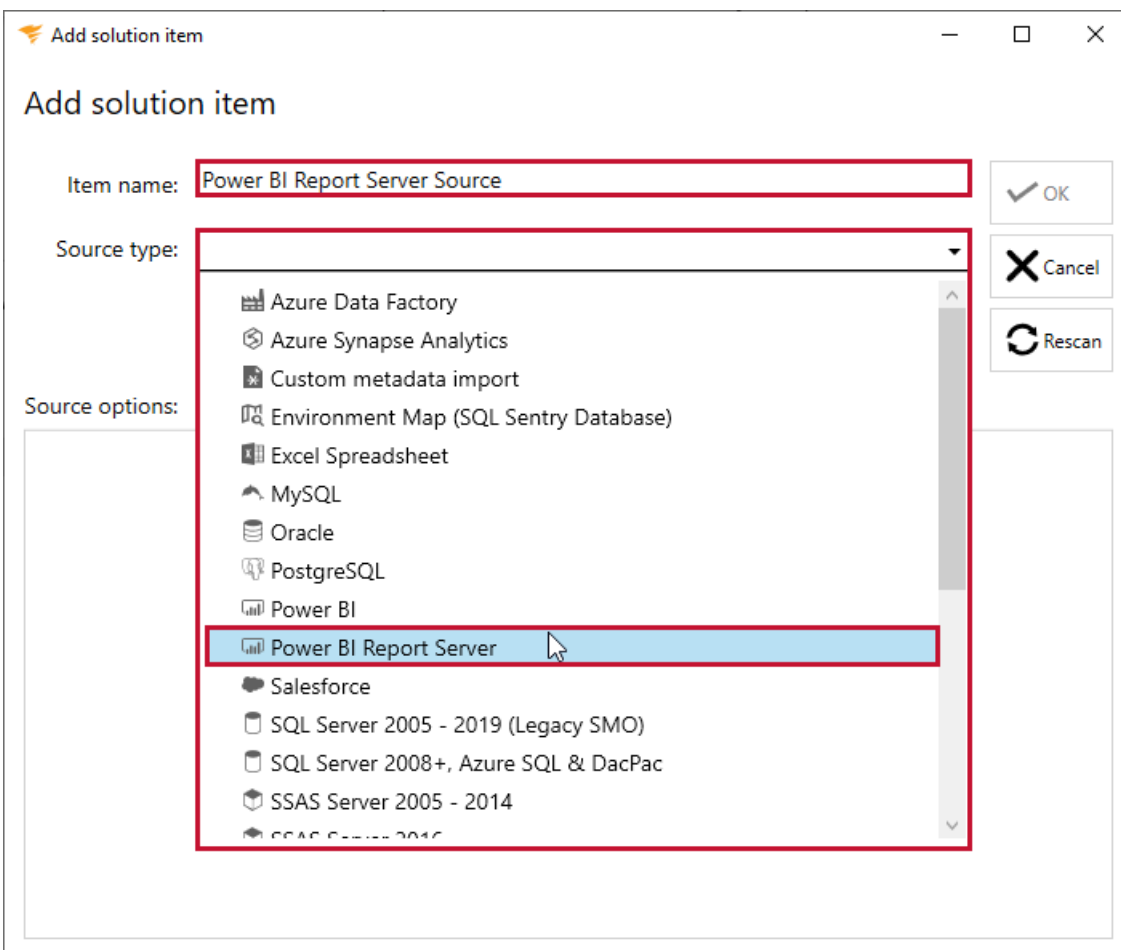 Add solution item
Add solution item
Item name:
Power BI Report Server Source
OK
Source type:
Cancel
Azure Data Factory
Azure Synapse Analytics
Rescan
Custom metadata import
Source options:
Environment Map (SQL Sentry Database)
Excel Spreadsheet
MySQL
Oracle
PostgreSQL
Power BI
Power BI Report Server
Salesforce
SQL Server 2005 - 2019 (Legacy SMO)
SQL Server 2008+, Azure SQL & DacPac
SSAS Server 2005 - 2014
SSAS Server 2016